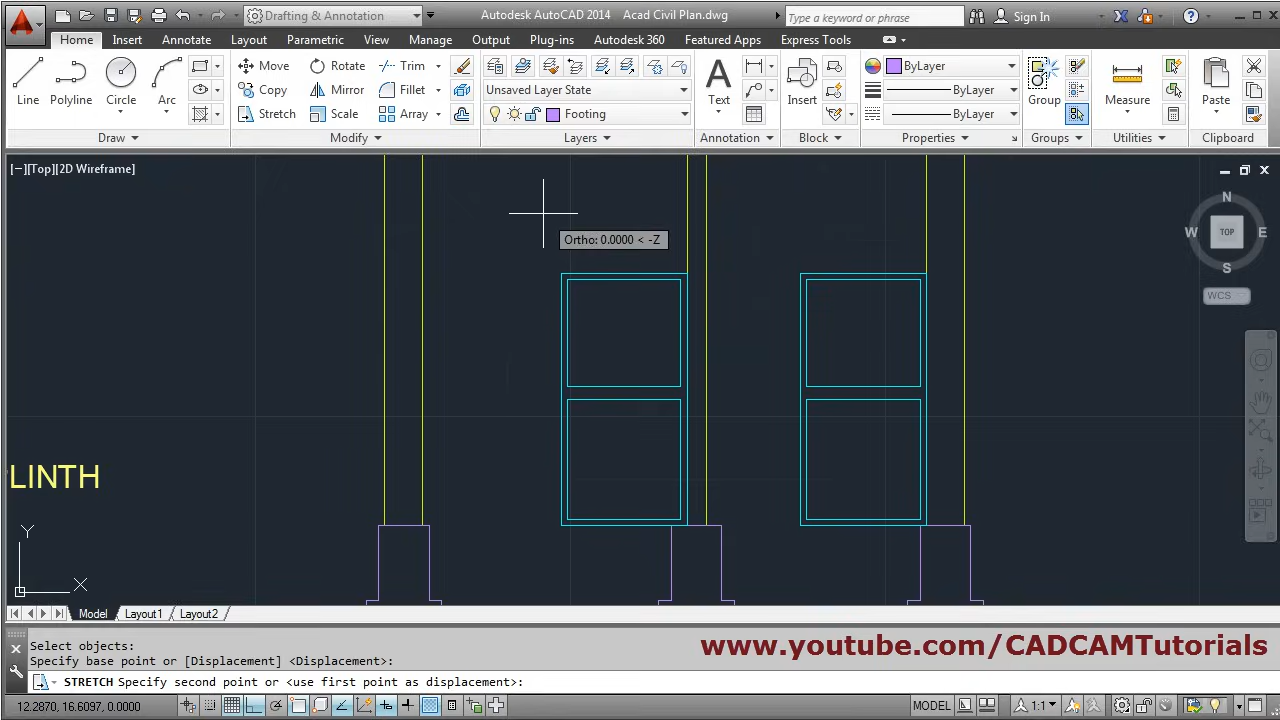 Drafting & Annotation
Autodesk AutoCAD 2014 Acad Civil Plan.dwg
Type a keyword or phrase
Sign In
Home Insert Annotate Layout Parametric View Manage Output Plug-ins Autodesk 360 Featured Apps Express Tools
Line Polyline Circle Arc
Move Rotate Trim
Copy Mirror Fillet
Stretch Scale Array
Unsaved Layer State
Footing
Text
Insert
ByLayer
ByLayer
ByLayer
Group
Measure
Paste
Draw Modify Layers Annotation Block Properties Groups Utilities Clipboard
[−][Top][2D Wireframe]
N
W TOP E
S
WCS
Ortho: 0.0000 < -Z
LINTH
Y
X
Model Layout1 Layout2
Select objects:
Specify base point or [Displacement] <Displacement>:
STRETCH Specify second point or <use first point as displacement>:
www.youtube.com/CADCAMTutorials
12.2870, 16.6097, 0.0000
MODEL
1:1